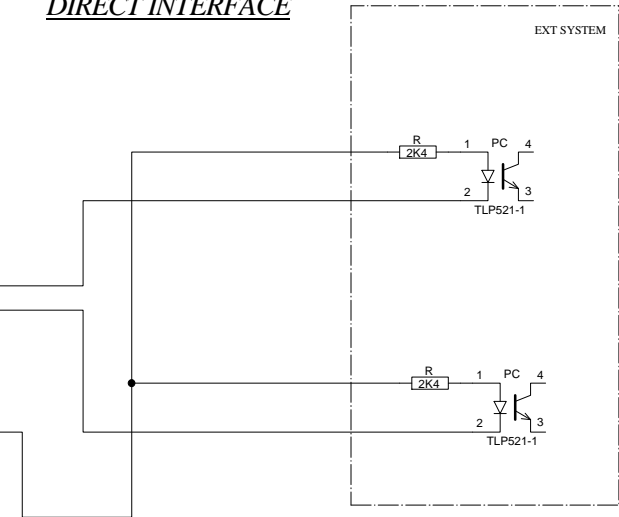 DIRECT INTERFACE
EXT SYSTEM
R
2K4
1
PC
4
2
3
TLP521-1
R
2K4
1
PC
4
2
3
TLP521-1